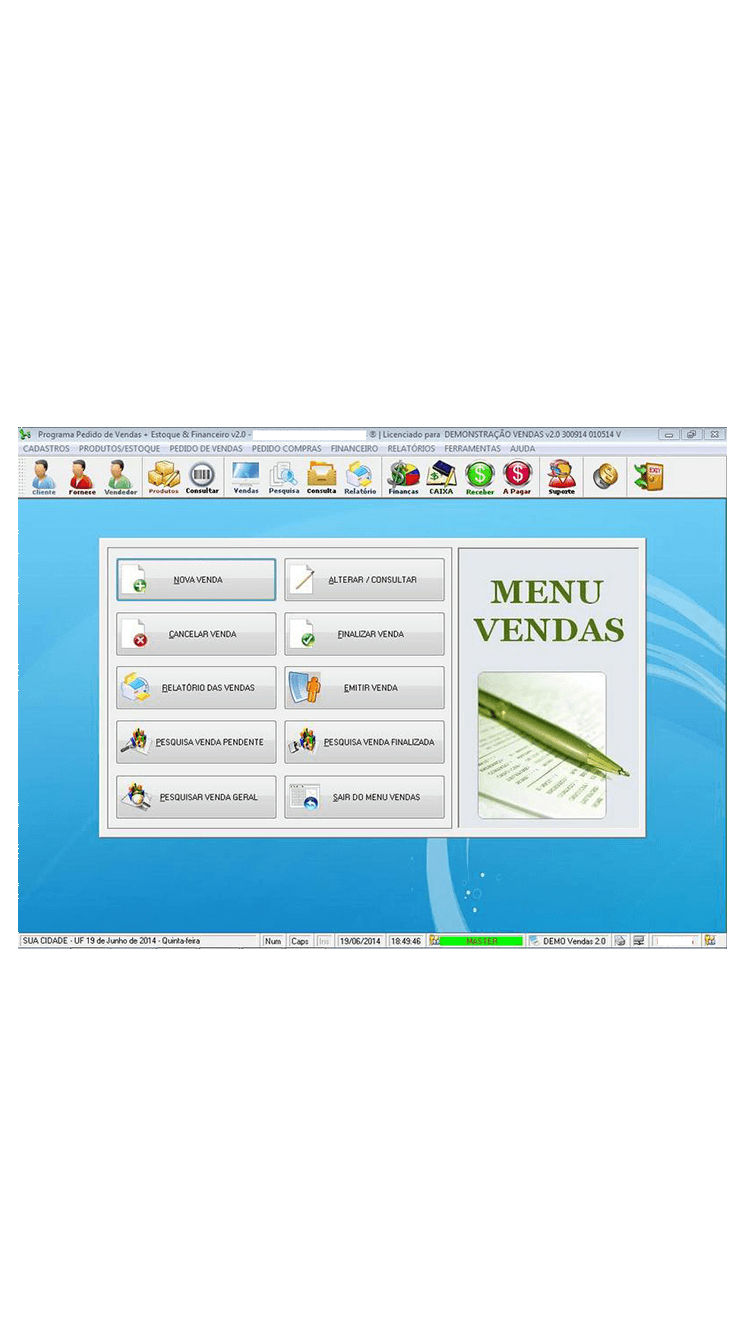 Programa Pedido de Vendas + Estoque & Financeiro v2.0 - ® | Licenciado para DEMONSTRAÇÃO VENDAS v2.0 300914 010514 V
CADASTROS PRODUTOS/ESTOQUE PEDIDO DE VENDAS PEDIDO COMPRAS FINANCEIRO RELATÓRIOS FERRAMENTAS AJUDA
Cliente Fornece Vendedor Produtos Consultar Vendas Pesquisa Consulta Relatório Finanças CAIXA Receber A Pagar Suporte EXIT
NOVA VENDA
ALTERAR / CONSULTAR
CANCELAR VENDA
FINALIZAR VENDA
RELATÓRIO DAS VENDAS
EMITIR VENDA
PESQUISA VENDA PENDENTE
PESQUISA VENDA FINALIZADA
PESQUISAR VENDA GERAL
SAIR DO MENU VENDAS
MENU
VENDAS
SUA CIDADE - UF 19 de Junho de 2014 - Quinta-feira Num Caps Ins 19/06/2014 18:49:46 MASTER DEMO Vendas 2.0